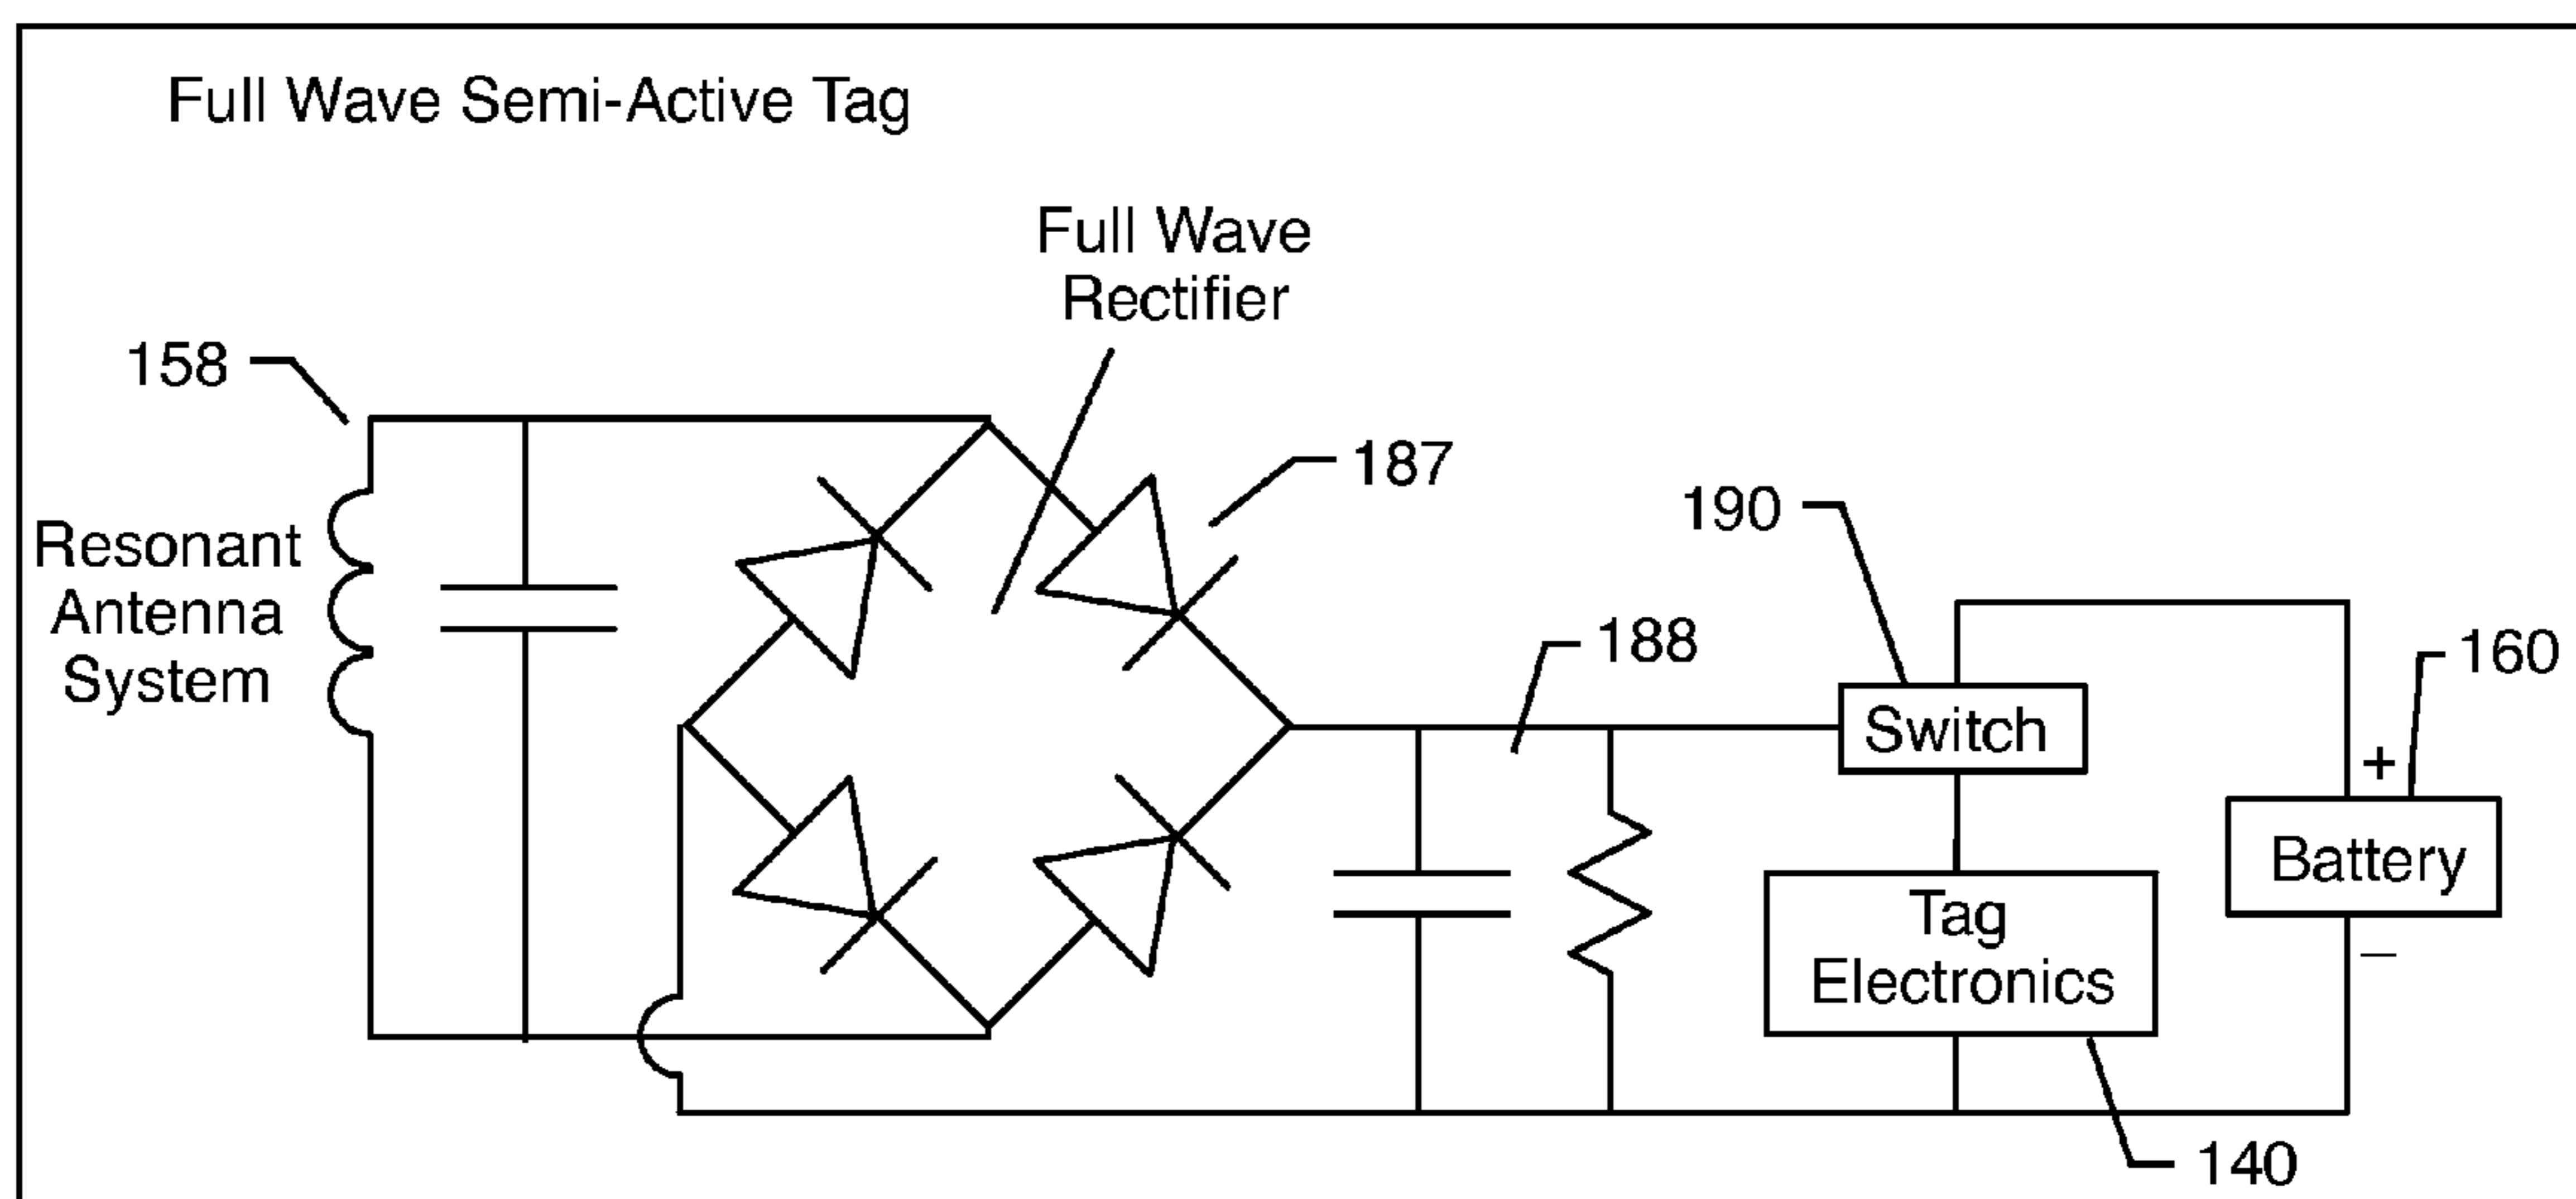 Full Wave Semi-Active Tag
Full Wave
Rectifier
158
187
Resonant
Antenna
System
190
188
160
Switch
+
Battery
Tag
Electronics
–
140